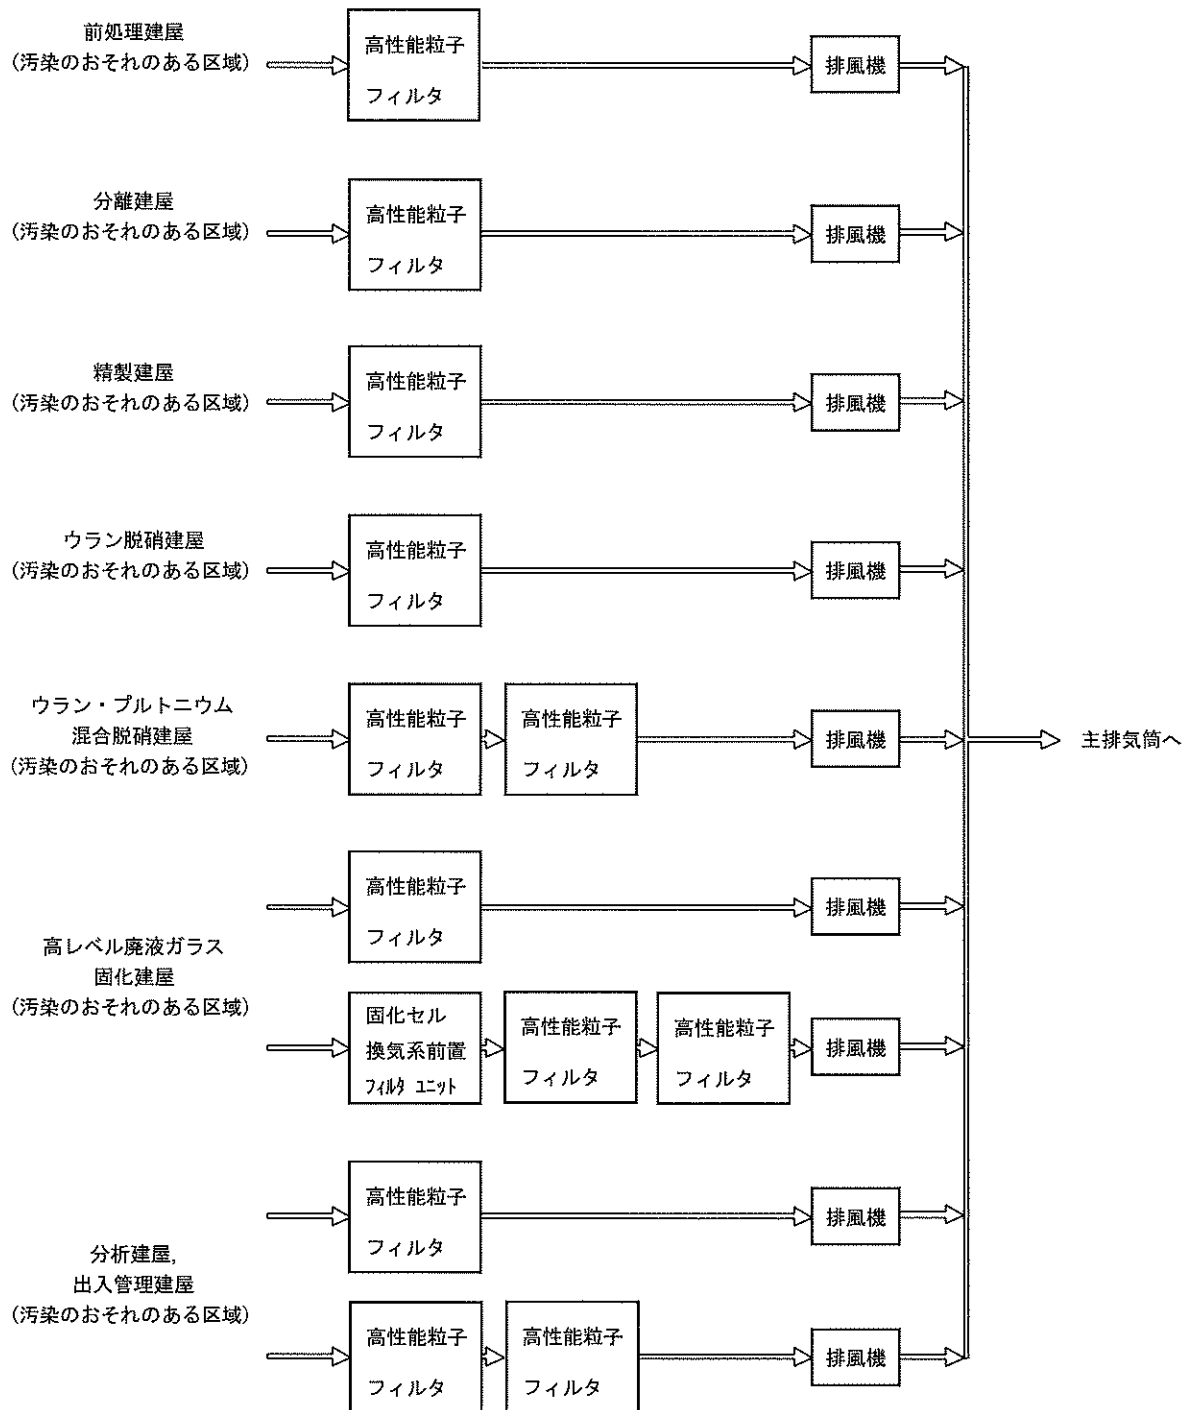 前処理建屋
(汚染のおそれのある区域)
高性能粒子
フィルタ
排風機
分離建屋
(汚染のおそれのある区域)
高性能粒子
フィルタ
排風機
精製建屋
(汚染のおそれのある区域)
高性能粒子
フィルタ
排風機
ウラン脱硝建屋
(汚染のおそれのある区域)
高性能粒子
フィルタ
排風機
ウラン・プルトニウム
混合脱硝建屋
(汚染のおそれのある区域)
高性能粒子
フィルタ
高性能粒子
フィルタ
排風機
主排気筒へ
高レベル廃液ガラス
固化建屋
(汚染のおそれのある区域)
高性能粒子
フィルタ
排風機
固化セル
換気系前置
フィルタ ユニット
高性能粒子
フィルタ
高性能粒子
フィルタ
排風機
分析建屋,
出入管理建屋
(汚染のおそれのある区域)
高性能粒子
フィルタ
排風機
高性能粒子
フィルタ
高性能粒子
フィルタ
排風機